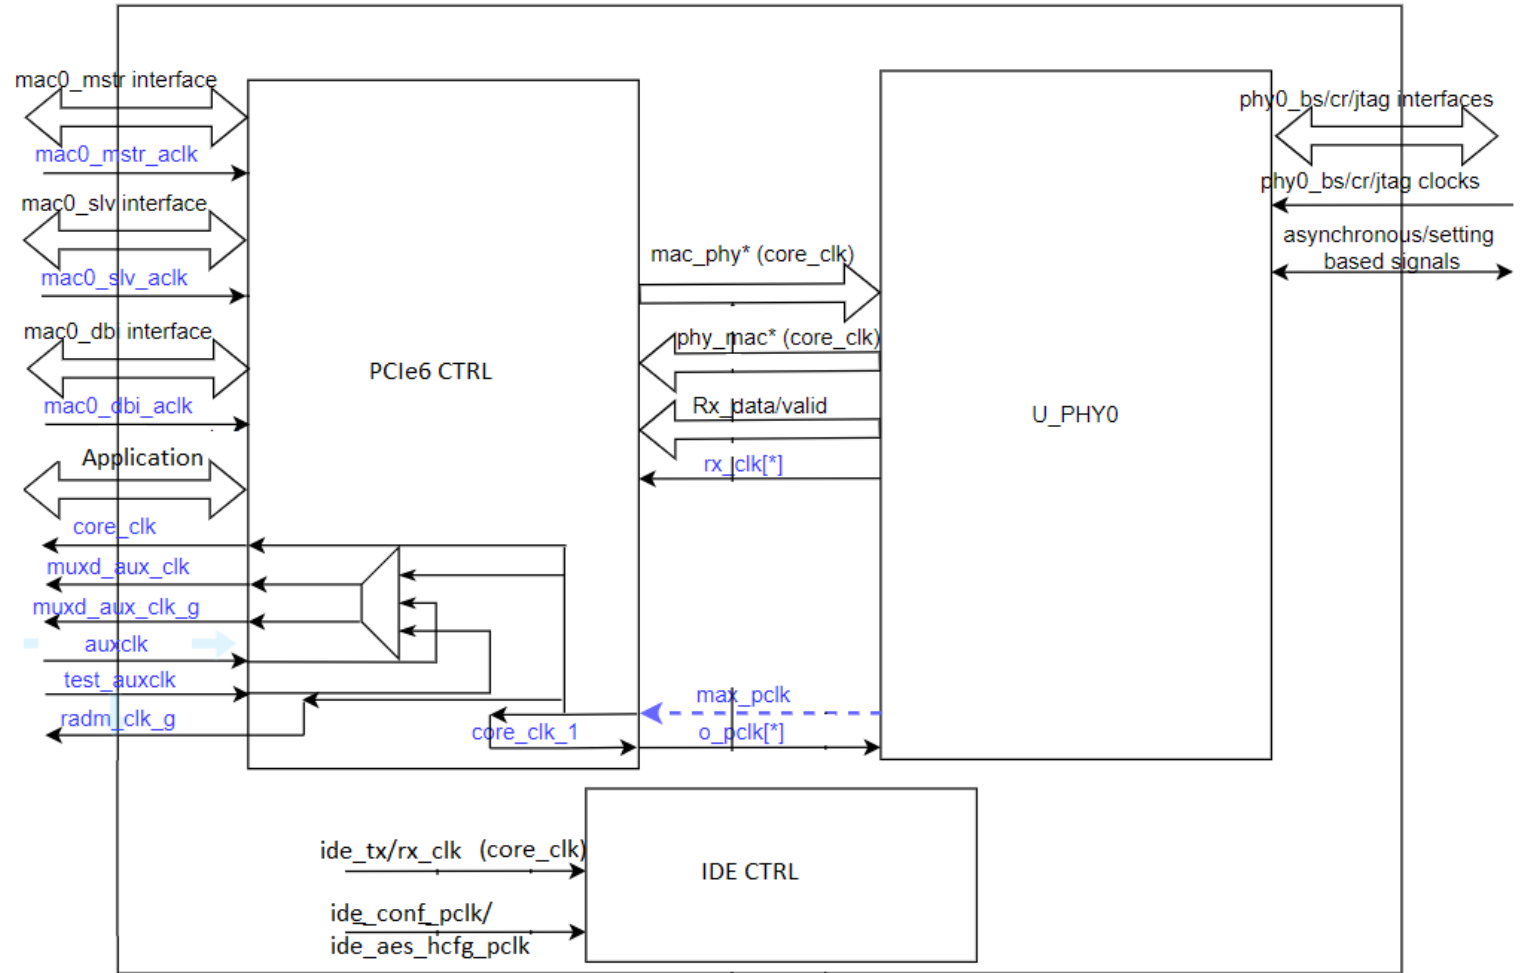 mac0_mstr interface
mac0_mstr_aclk
mac0_slv interface
mac0_slv_aclk
mac0_dbi interface
mac0_dbi_aclk
Application
core_clk
muxd_aux_clk
muxd_aux_clk_g
auxclk
test_auxclk
radm_clk_g
PCIe6 CTRL
core_clk_1
mac_phy* (core_clk)
phy_mac* (core_clk)
Rx_data/valid
rx_clk[*]
max_pclk
o_pclk[*]
U_PHY0
phy0_bs/cr/jtag interfaces
phy0_bs/cr/jtag clocks
asynchronous/setting
based signals
ide_tx/rx_clk (core_clk)
ide_conf_pclk/
ide_aes_hcfg_pclk
IDE CTRL